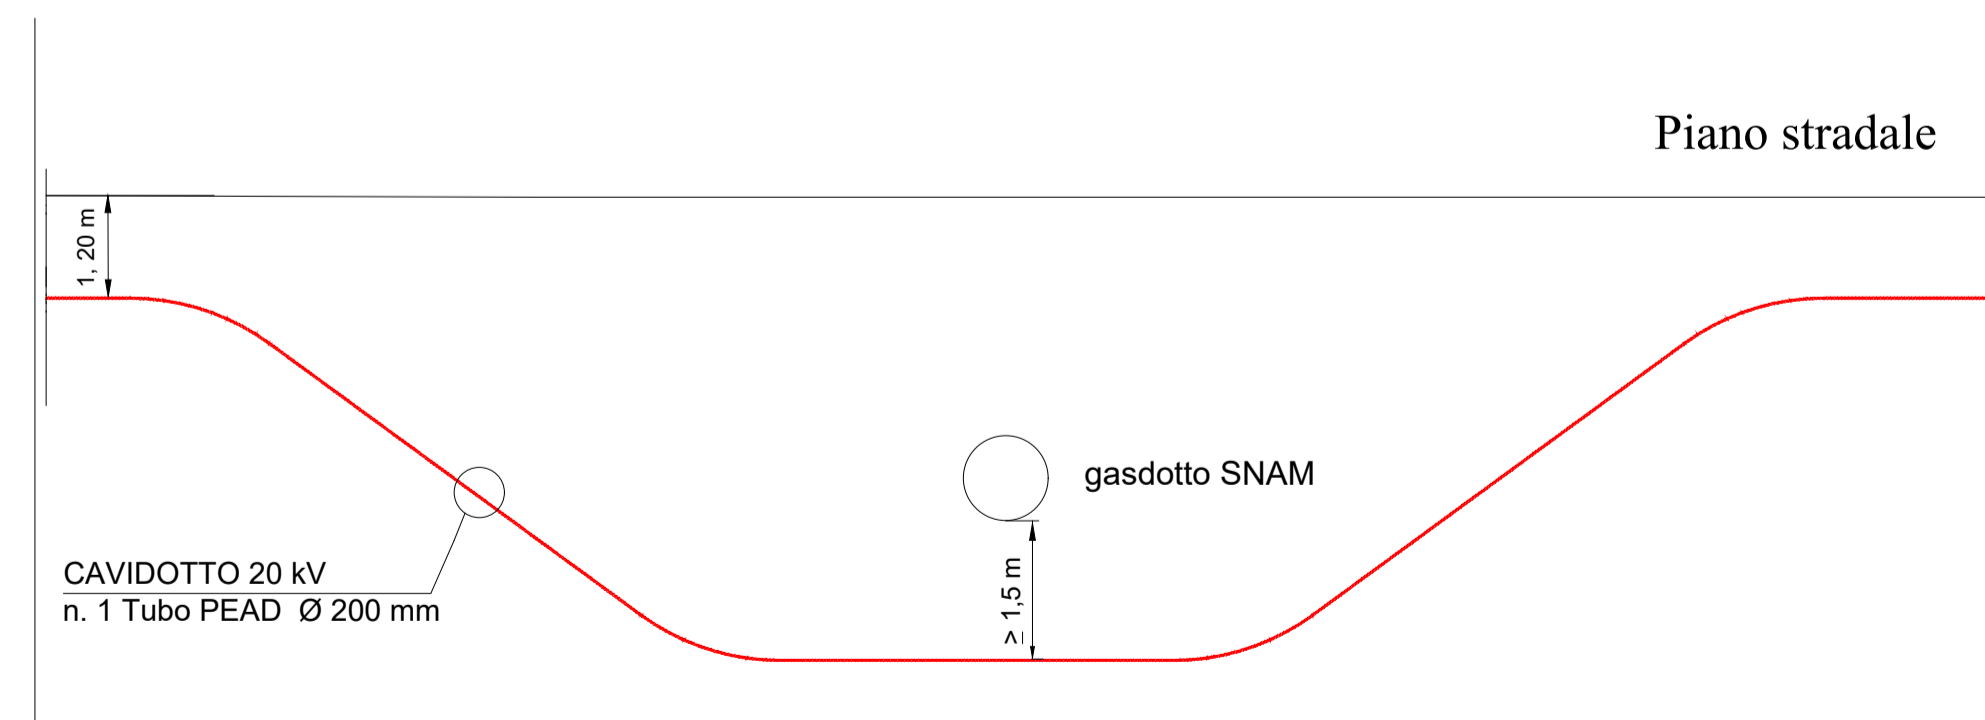 Piano stradale
1, 20 m
gasdotto SNAM
≥ 1,5 m
CAVIDOTTO 20 kV
n. 1 Tubo PEAD Ø 200 mm